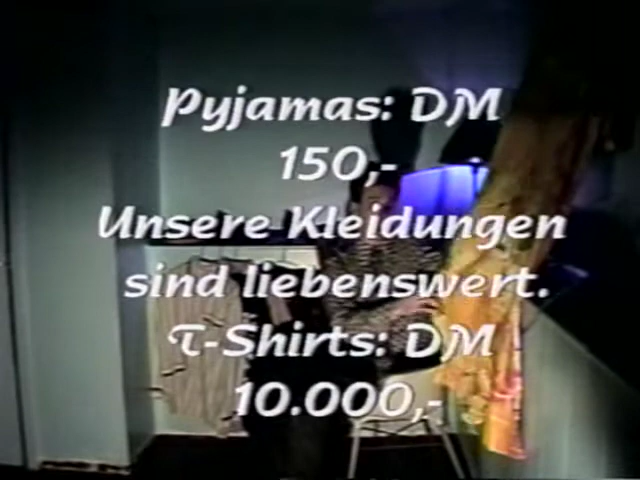 Pyjamas: DM
150,-
Unsere Kleidungen
sind liebenswert.
T-Shirts: DM
10.000,-